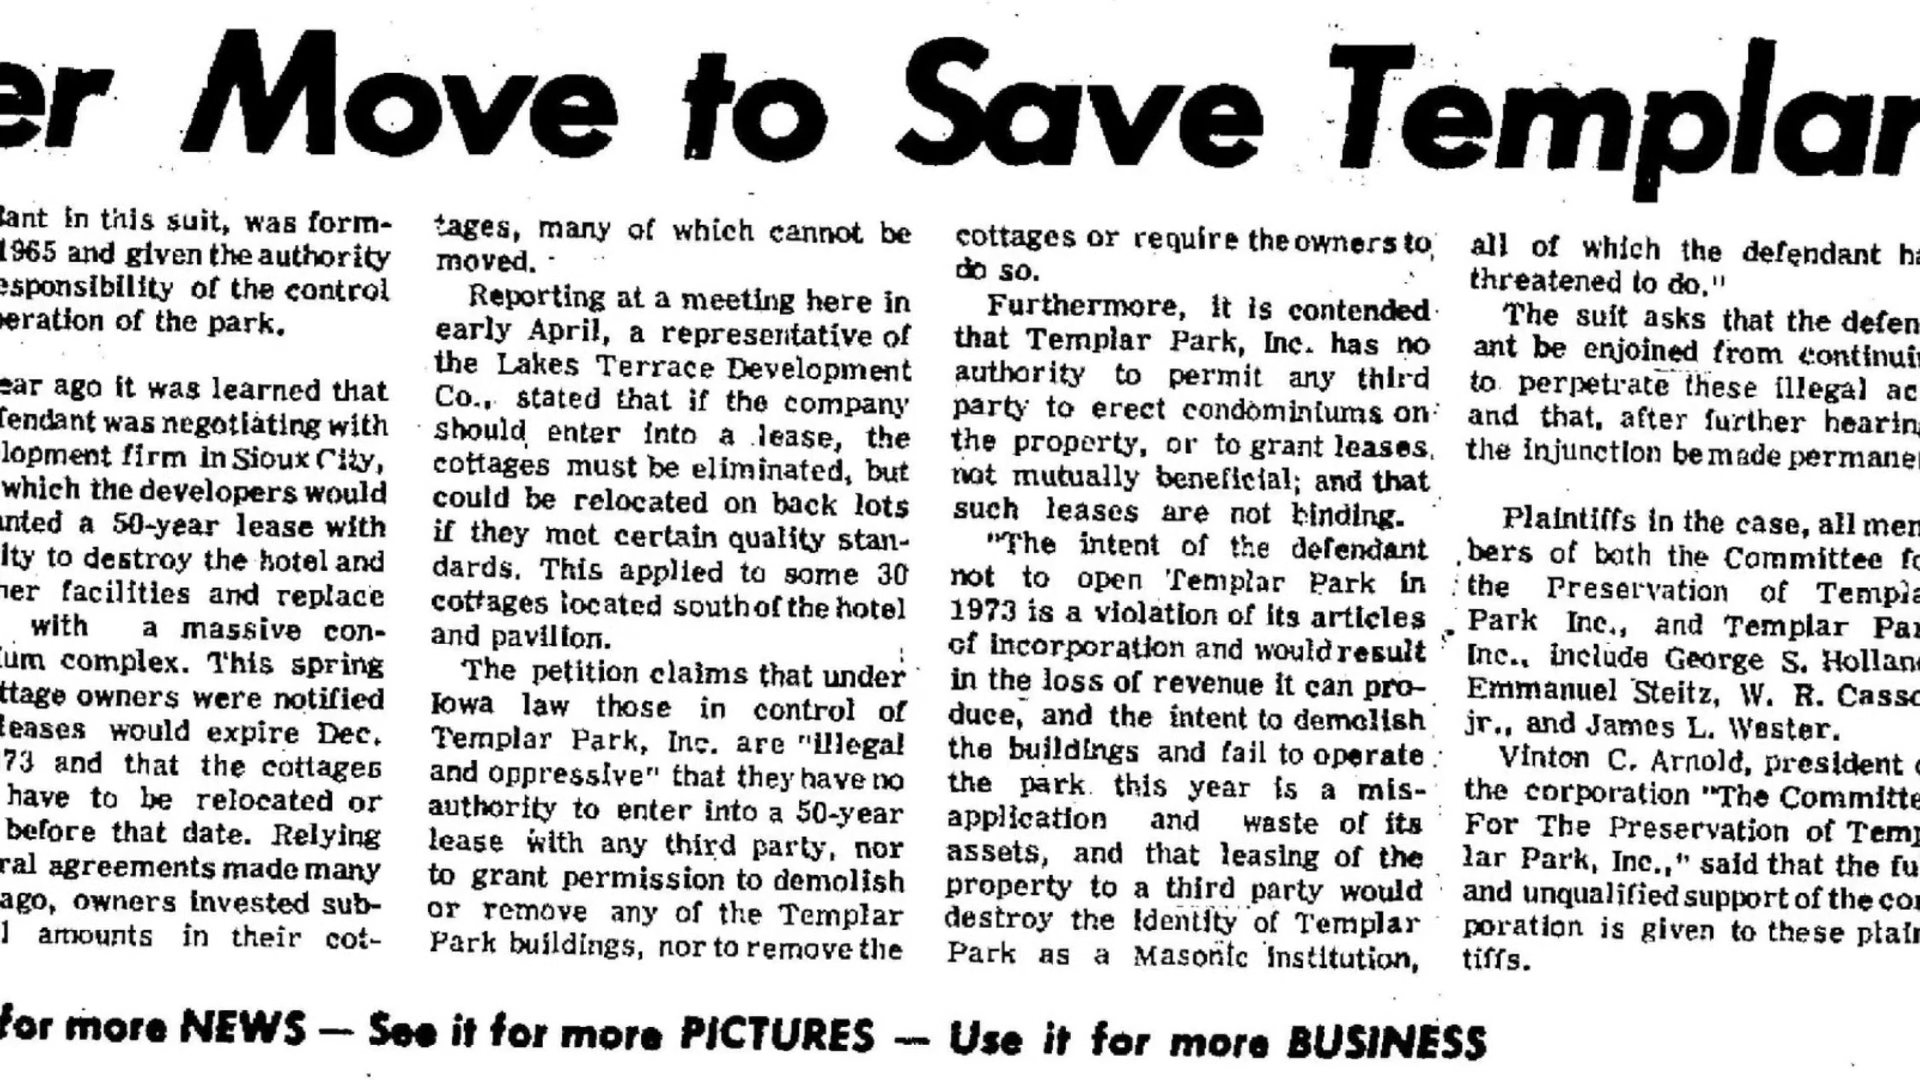 er Move to Save Templar
dant in this suit, was form-
1965 and given the authority
esponsibility of the control
peration of the park.
ear ago it was learned that
fendant was negotiating with
lopment firm in Sioux City,
which the developers would
anted a 50-year lease with
ity to destroy the hotel and
her facilities and replace
with a massive con-
ium complex. This spring
ttage owners were notified
leases would expire Dec.
73 and that the cottages
have to be relocated or
before that date. Relying
ral agreements made many
ago, owners invested sub-
l amounts in their cot-
tages, many of which cannot be
moved.
Reporting at a meeting here in
early April, a representative of
the Lakes Terrace Development
Co., stated that if the company
should enter into a lease, the
cottages must be eliminated, but
could be relocated on back lots
if they met certain quality stan-
dards. This applied to some 30
cottages located south of the hotel
and pavilion.
The petition claims that under
Iowa law those in control of
Templar Park, Inc. are "illegal
and oppressive" that they have no
authority to enter into a 50-year
lease with any third party, nor
to grant permission to demolish
or remove any of the Templar
Park buildings, nor to remove the
cottages or require the owners to
do so.
Furthermore, it is contended
that Templar Park, Inc. has no
authority to permit any third
party to erect condominiums on
the property, or to grant leases,
not mutually beneficial; and that
such leases are not binding.
"The intent of the defendant
not to open Templar Park in
1973 is a violation of its articles
of incorporation and would result
in the loss of revenue it can pro-
duce, and the intent to demolish
the buildings and fail to operate
the park this year is a mis-
application and waste of its
assets, and that leasing of the
property to a third party would
destroy the identity of Templar
Park as a Masonic institution,
all of which the defendant ha
threatened to do."
The suit asks that the defen
ant be enjoined from continuin
to perpetrate these illegal ac
and that, after further hearing
the injunction be made permanen
Plaintiffs in the case, all mem
bers of both the Committee fo
the Preservation of Templa
Park Inc., and Templar Par
Inc., include George S. Hollan
Emmanuel Steitz, W. R. Casso
jr., and James L. Wester.
Vinton C. Arnold, president o
the corporation "The Committe
For The Preservation of Temp
lar Park, Inc.," said that the fu
and unqualified support of the cor
poration is given to these plain
tiffs.
for more NEWS — See it for more PICTURES — Use it for more BUSINESS